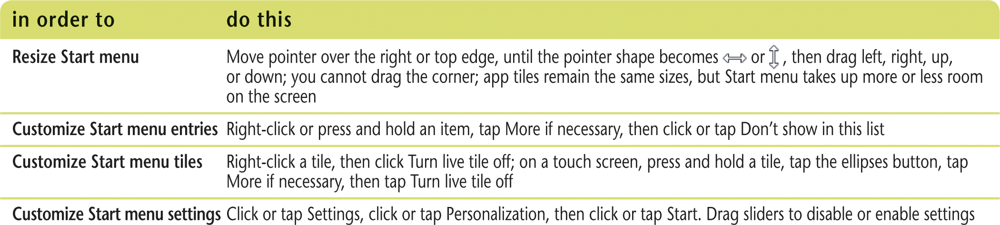 in order to do this
Resize Start menu Move pointer over the right or top edge, until the pointer shape becomes or , then drag left, right, up,
or down; you cannot drag the corner; app tiles remain the same sizes, but Start menu takes up more or less room
on the screen
Customize Start menu entries Right-click or press and hold an item, tap More if necessary, then click or tap Don’t show in this list
Customize Start menu tiles Right-click a tile, then click Turn live tile off; on a touch screen, press and hold a tile, tap the ellipses button, tap
More if necessary, then tap Turn live tile off
Customize Start menu settings Click or tap Settings, click or tap Personalization, then click or tap Start. Drag sliders to disable or enable settings